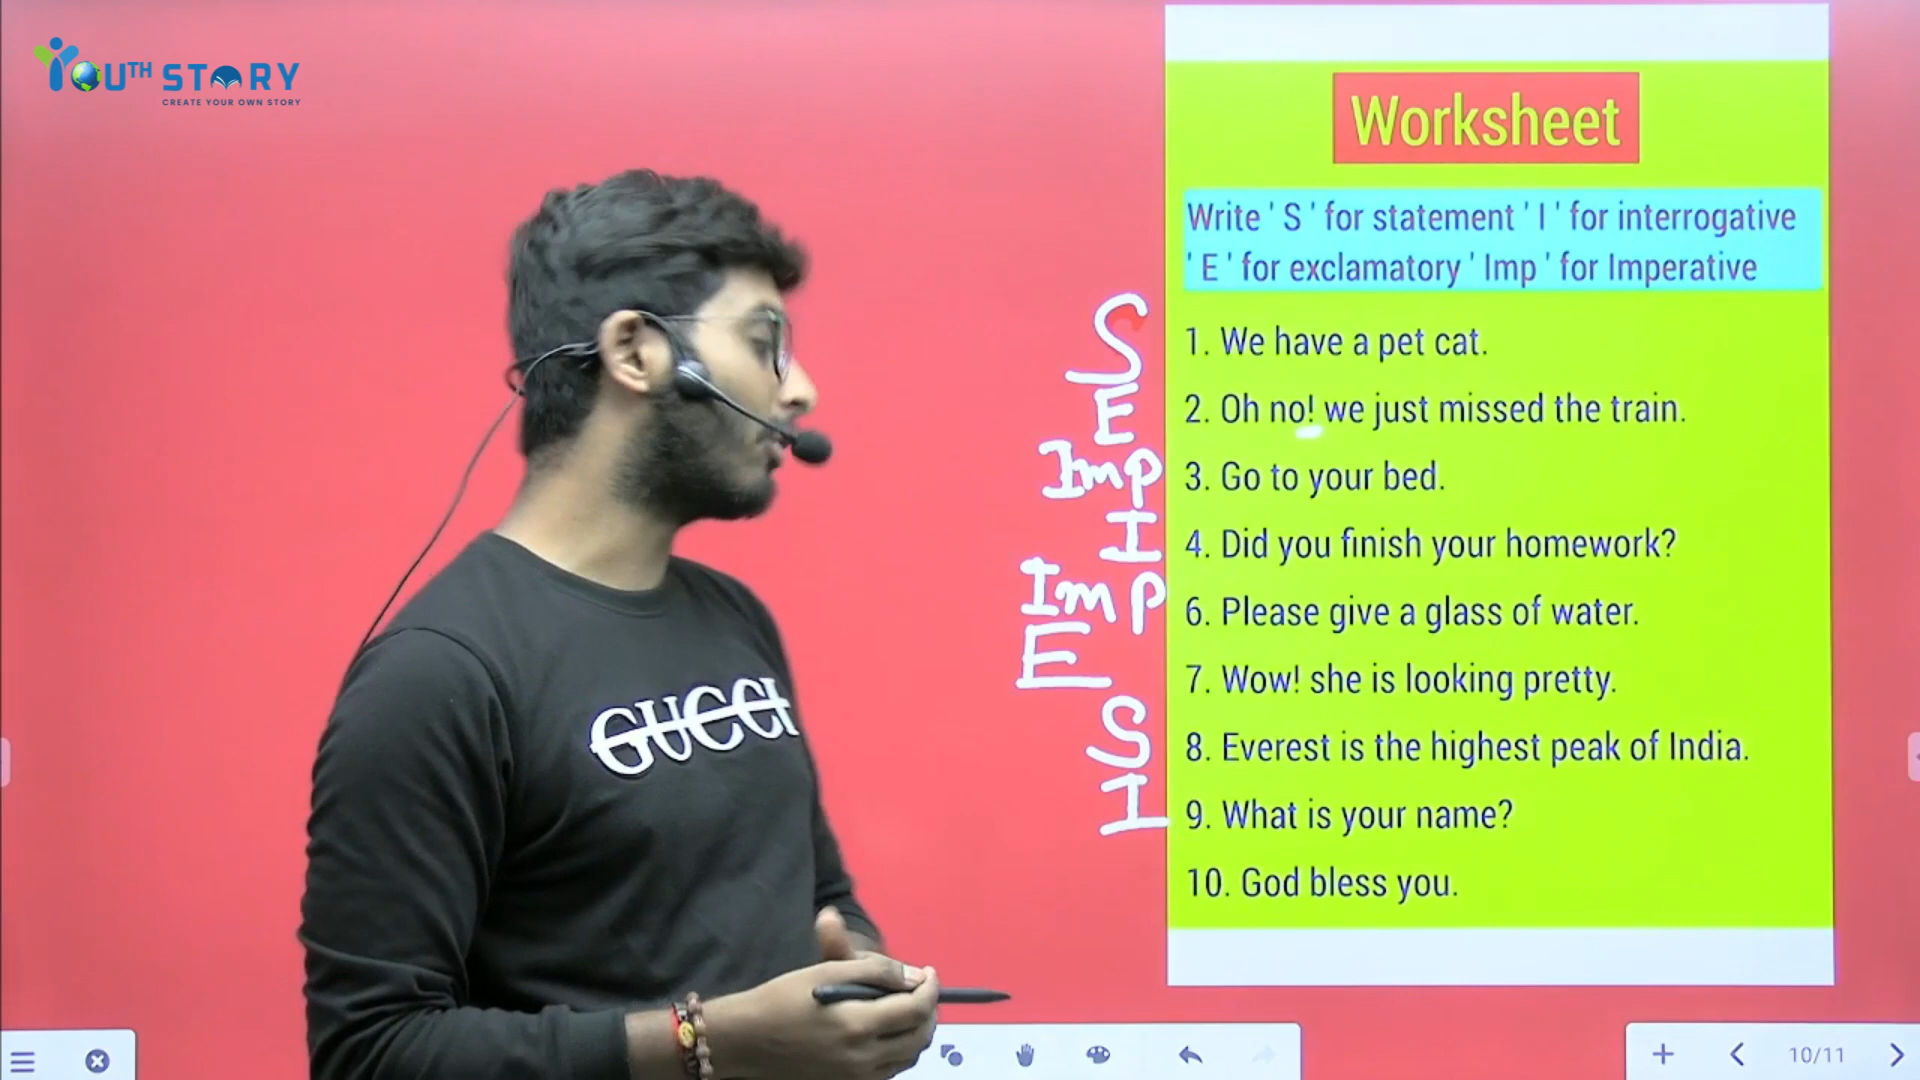 YOUTH STORY
CREATE YOUR OWN STORY
Worksheet
Write ' S ' for statement ' I ' for interrogative
' E ' for exclamatory ' Imp ' for Imperative
S 1. We have a pet cat.
E 2. Oh no! we just missed the train.
Imp 3. Go to your bed.
I 4. Did you finish your homework?
Imp 6. Please give a glass of water.
E 7. Wow! she is looking pretty.
S 8. Everest is the highest peak of India.
I 9. What is your name?
10. God bless you.
GUCCI
10/11